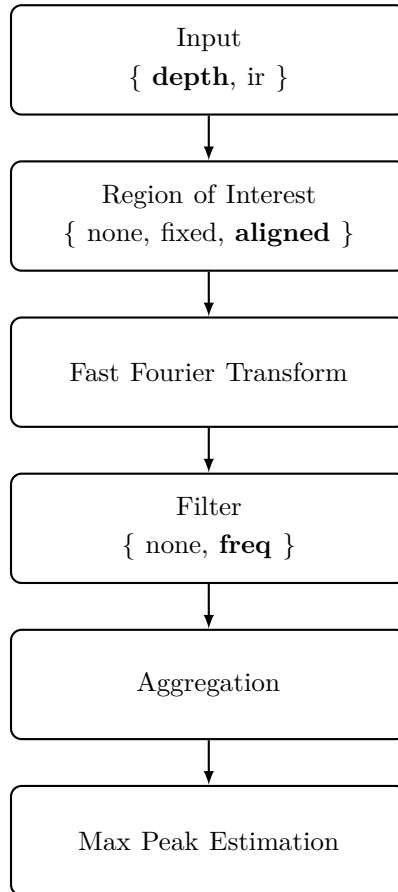 Input
{ depth, ir }
Region of Interest
{ none, fixed, aligned }
Fast Fourier Transform
Filter
{ none, freq }
Aggregation
Max Peak Estimation